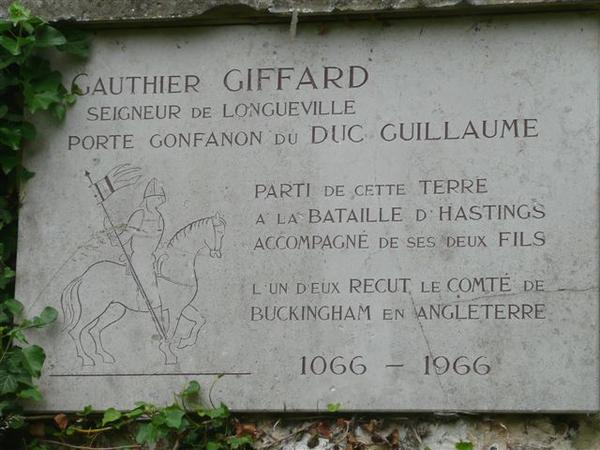 GAUTHIER GIFFARD
SEIGNEUR DE LONGUEVILLE
PORTE GONFANON DU DUC GUILLAUME
PARTI DE CETTE TERRE
A LA BATAILLE D'HASTINGS
ACCOMPAGNÉ DE SES DEUX FILS
L'UN D'EUX RECUT LE COMTÉ DE
BUCKINGHAM EN ANGLETERRE
1066 - 1966